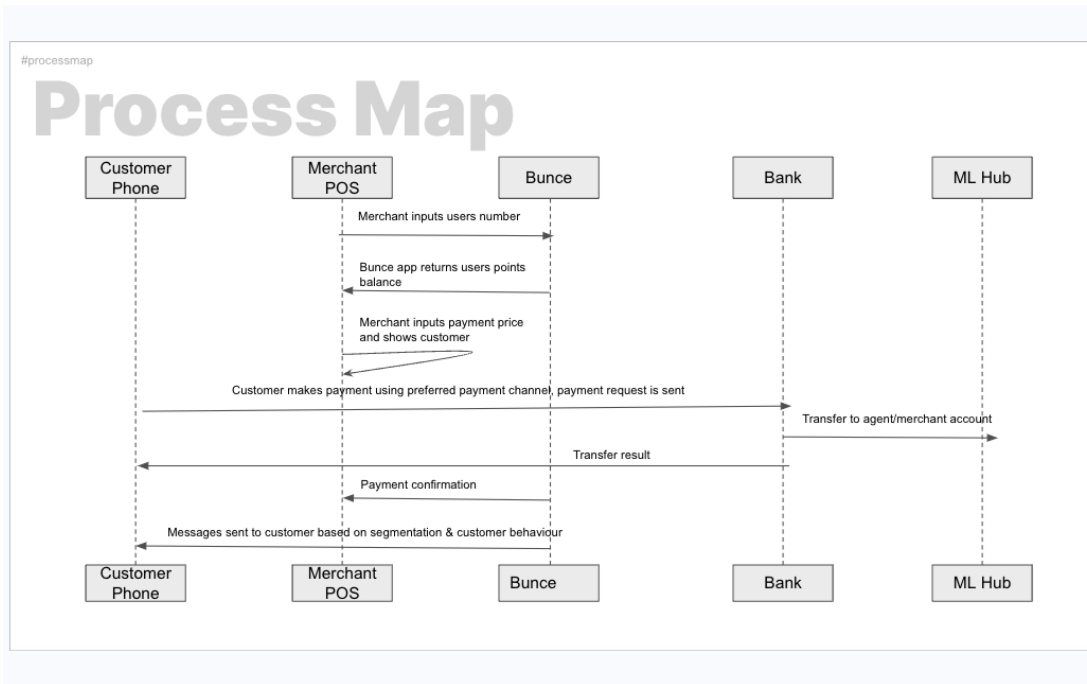 #processmap
Process Map
Customer
Phone
Merchant
POS
Bunce
Bank
ML Hub
Merchant inputs users number
Bunce app returns users points
balance
Merchant inputs payment price
and shows customer
Customer makes payment using preferred payment channel, payment request is sent
Transfer to agent/merchant account
Transfer result
Payment confirmation
Messages sent to customer based on segmentation & customer behaviour
Customer
Phone
Merchant
POS
Bunce
Bank
ML Hub